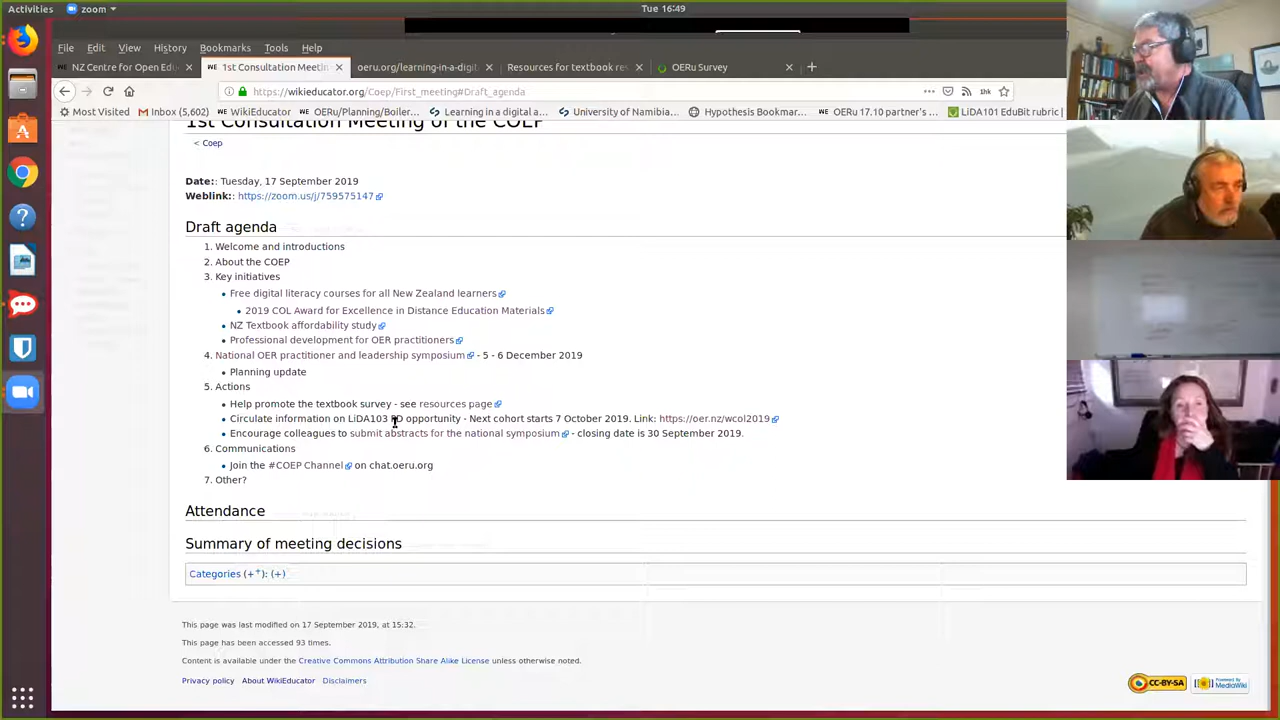 Activities zoom Tue 16:49
File Edit View History Bookmarks Tools Help
NZ Centre for Open Edu 1st Consultation Meetin oeru.org/learning-in-a-digit Resources for textbook res OERu Survey
https://wikieducator.org/Coep/First_meeting#Draft_agenda
Most Visited Inbox (5,602) WikiEducator OERu/Planning/Boiler... Learning in a digital a... University of Namibia... Hypothesis Bookmar... OERu 17.10 partner's ... LiDA101 EduBit rubric |
1st Consultation Meeting of the COEP
< Coep
Date:: Tuesday, 17 September 2019
Weblink:: https://zoom.us/j/759575147
Draft agenda
1. Welcome and introductions
2. About the COEP
3. Key initiatives
Free digital literacy courses for all New Zealand learners
2019 COL Award for Excellence in Distance Education Materials
NZ Textbook affordability study
Professional development for OER practitioners
4. National OER practitioner and leadership symposium - 5 - 6 December 2019
Planning update
5. Actions
Help promote the textbook survey - see resources page
Circulate information on LiDA103 PD opportunity - Next cohort starts 7 October 2019. Link: https://oer.nz/wcol2019
Encourage colleagues to submit abstracts for the national symposium - closing date is 30 September 2019.
6. Communications
Join the #COEP Channel on chat.oeru.org
7. Other?
Attendance
Summary of meeting decisions
Categories (++): (+)
This page was last modified on 17 September 2019, at 15:32.
This page has been accessed 93 times.
Content is available under the Creative Commons Attribution Share Alike License unless otherwise noted.
Privacy policy About WikiEducator Disclaimers
CC-BY-SA Powered By MediaWiki